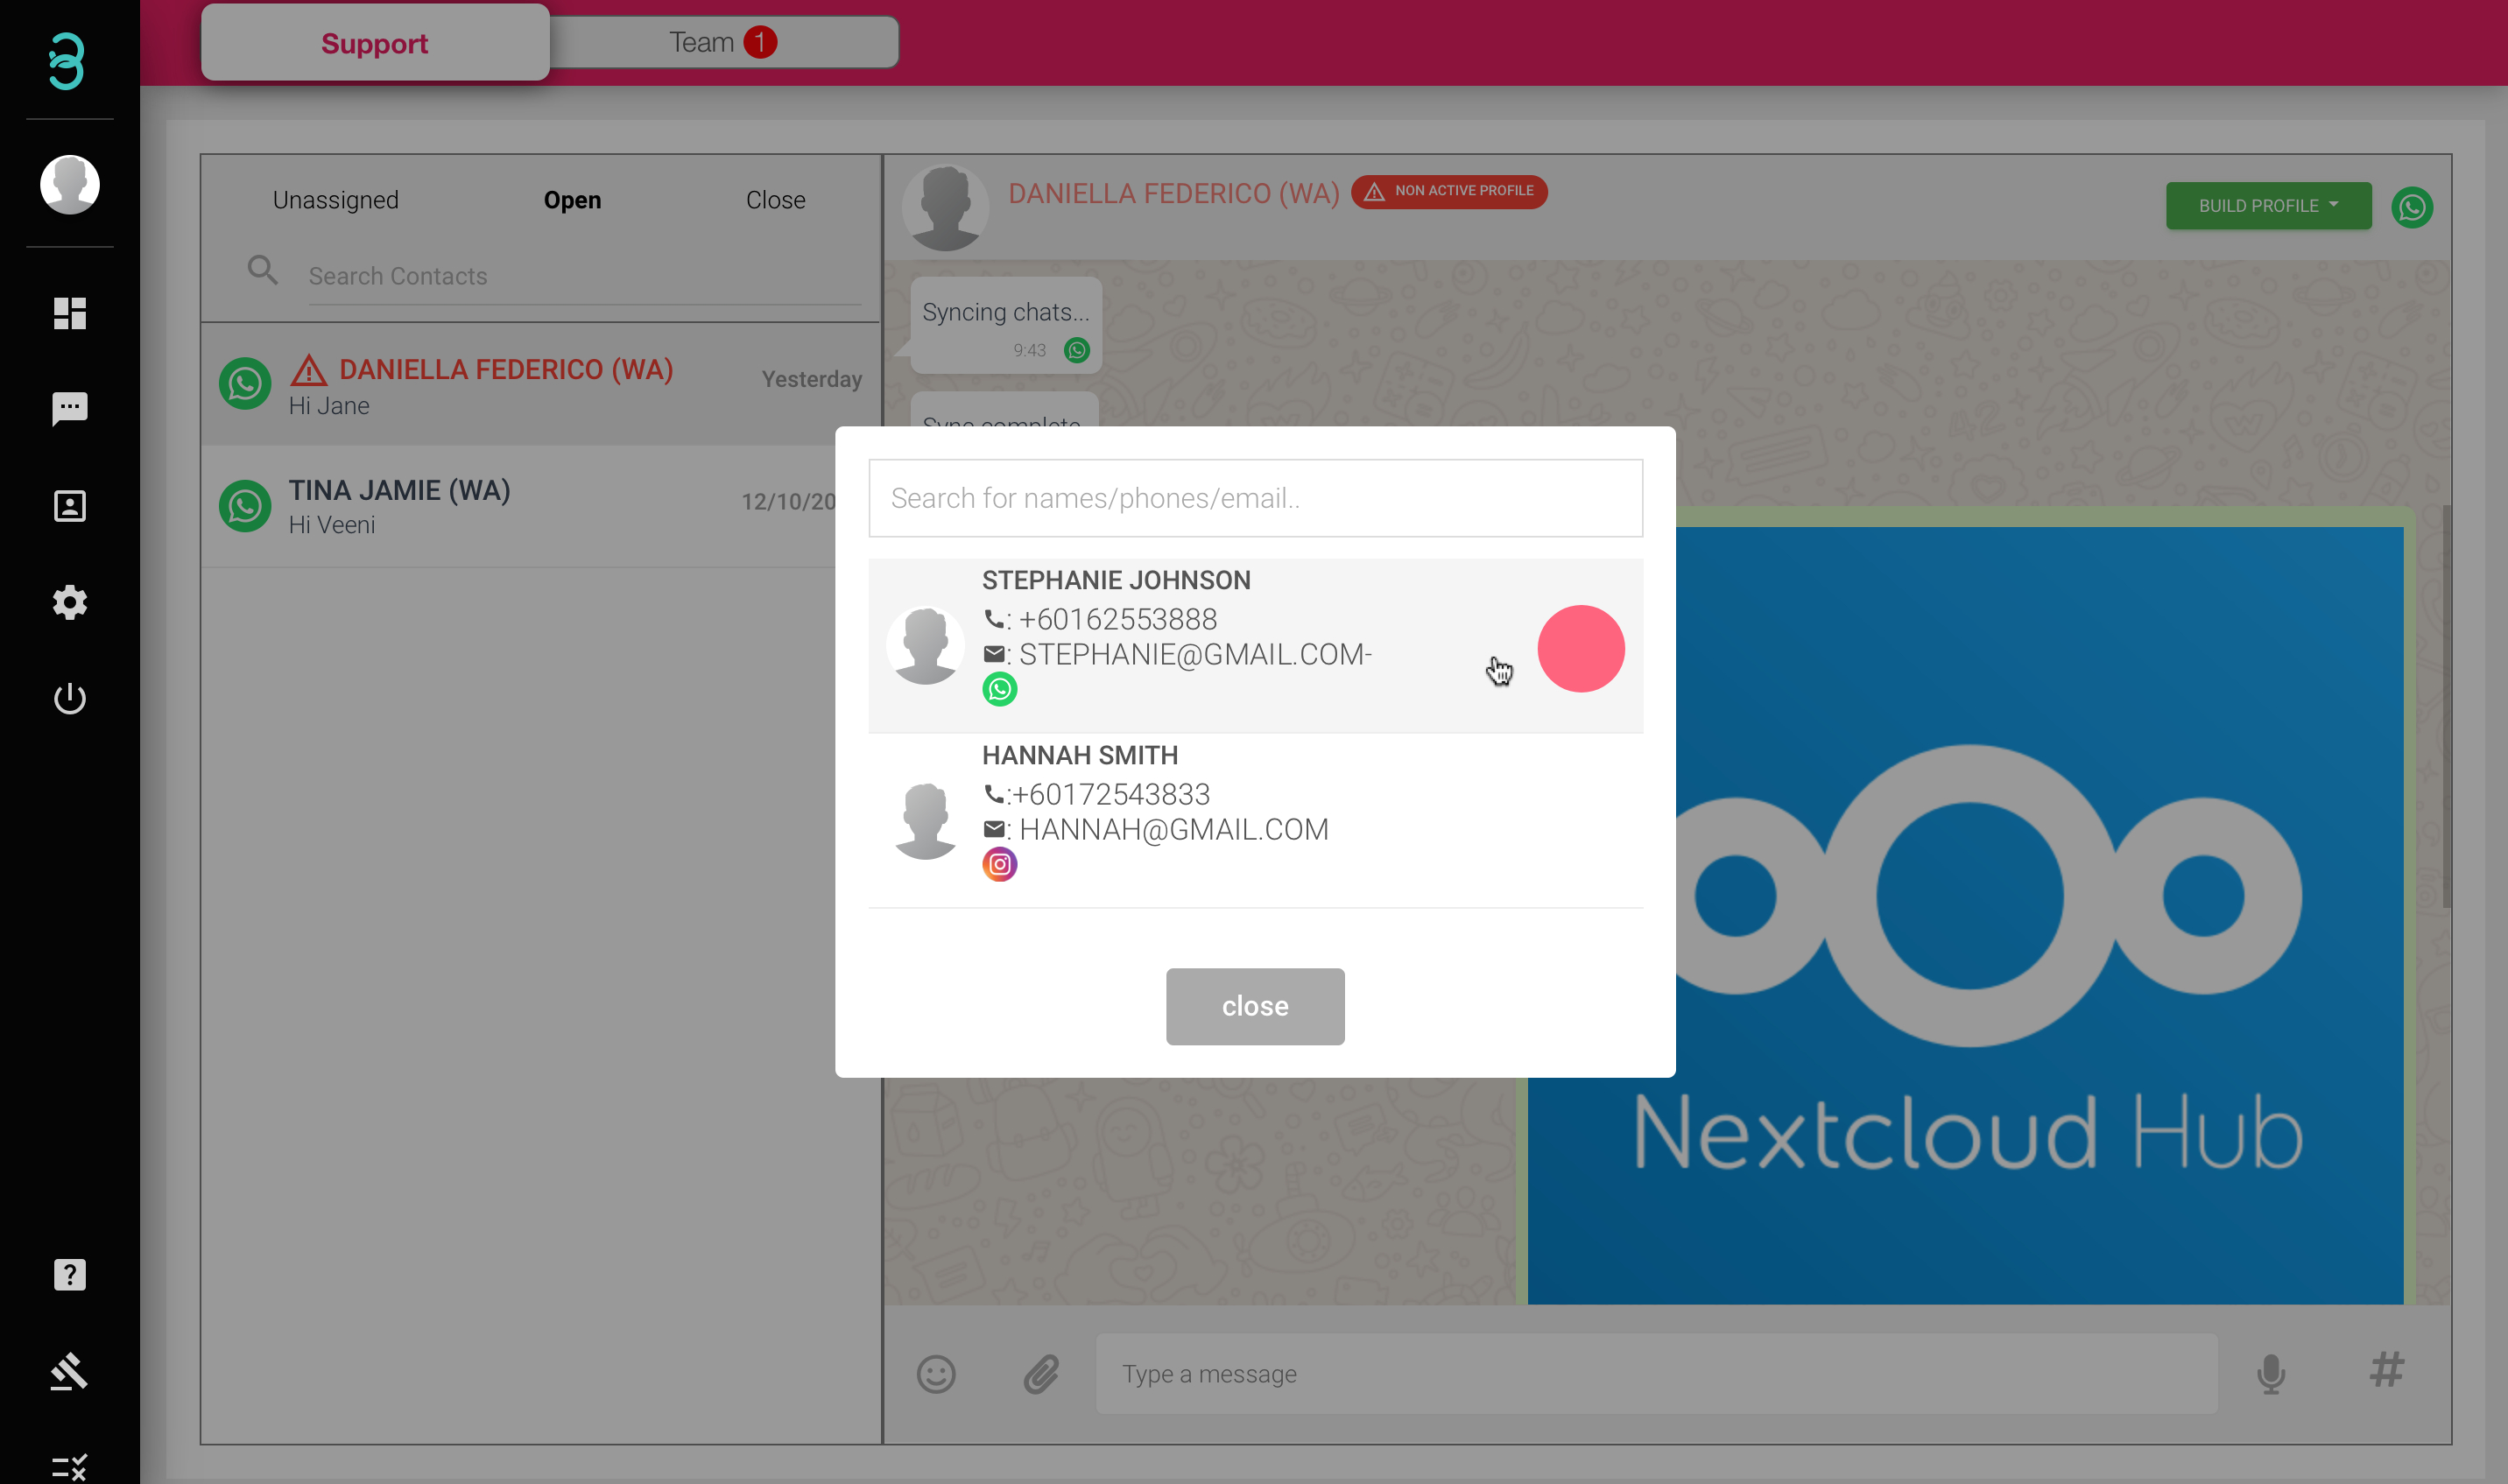 Support
Team 1
Unassigned
Open
Close
Search Contacts
DANIELLA FEDERICO (WA)
Yesterday
Hi Jane
TINA JAMIE (WA)
12/10/20
Hi Veeni
DANIELLA FEDERICO (WA)
NON ACTIVE PROFILE
BUILD PROFILE
Syncing chats...
9:43
Sync complete
Search for names/phones/email..
STEPHANIE JOHNSON
: +60162553888
: STEPHANIE@GMAIL.COM-
HANNAH SMITH
:+60172543833
: HANNAH@GMAIL.COM
close
Nextcloud Hub
Type a message
#